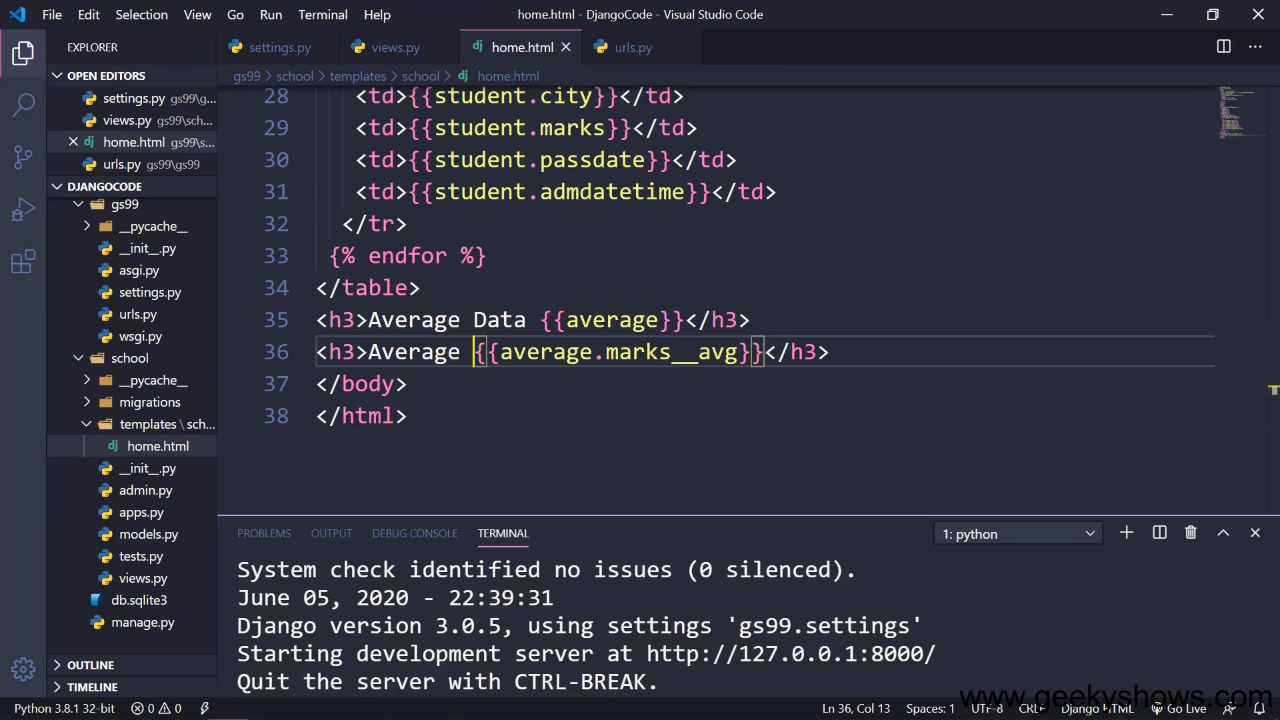 File Edit Selection View Go Run Terminal Help home.html - DjangoCode - Visual Studio Code
EXPLORER
settings.py views.py home.html urls.py
OPEN EDITORS
settings.py gs99\g...
views.py gs99\sch...
home.html gs99\s...
urls.py gs99\gs99
DJANGOCODE
gs99
__pycache__
__init__.py
asgi.py
settings.py
urls.py
wsgi.py
school
__pycache__
migrations
templates \ sc...
home.html
__init__.py
admin.py
apps.py
models.py
tests.py
views.py
db.sqlite3
manage.py
OUTLINE
TIMELINE
gs99 > school > templates > school > home.html
28 <td>{{student.city}}</td>
29 <td>{{student.marks}}</td>
30 <td>{{student.passdate}}</td>
31 <td>{{student.admdatetime}}</td>
32 </tr>
33 {% endfor %}
34 </table>
35 <h3>Average Data {{average}}</h3>
36 <h3>Average {{average.marks__avg}}</h3>
37 </body>
38 </html>
PROBLEMS OUTPUT DEBUG CONSOLE TERMINAL 1: python
System check identified no issues (0 silenced).
June 05, 2020 - 22:39:31
Django version 3.0.5, using settings 'gs99.settings'
Starting development server at http://127.0.0.1:8000/
Quit the server with CTRL-BREAK.
www.geekyshows.com
Python 3.8.1 32-bit 0 0 Ln 36, Col 13 Spaces: 1 UTF-8 CRLF Django HTML Go Live